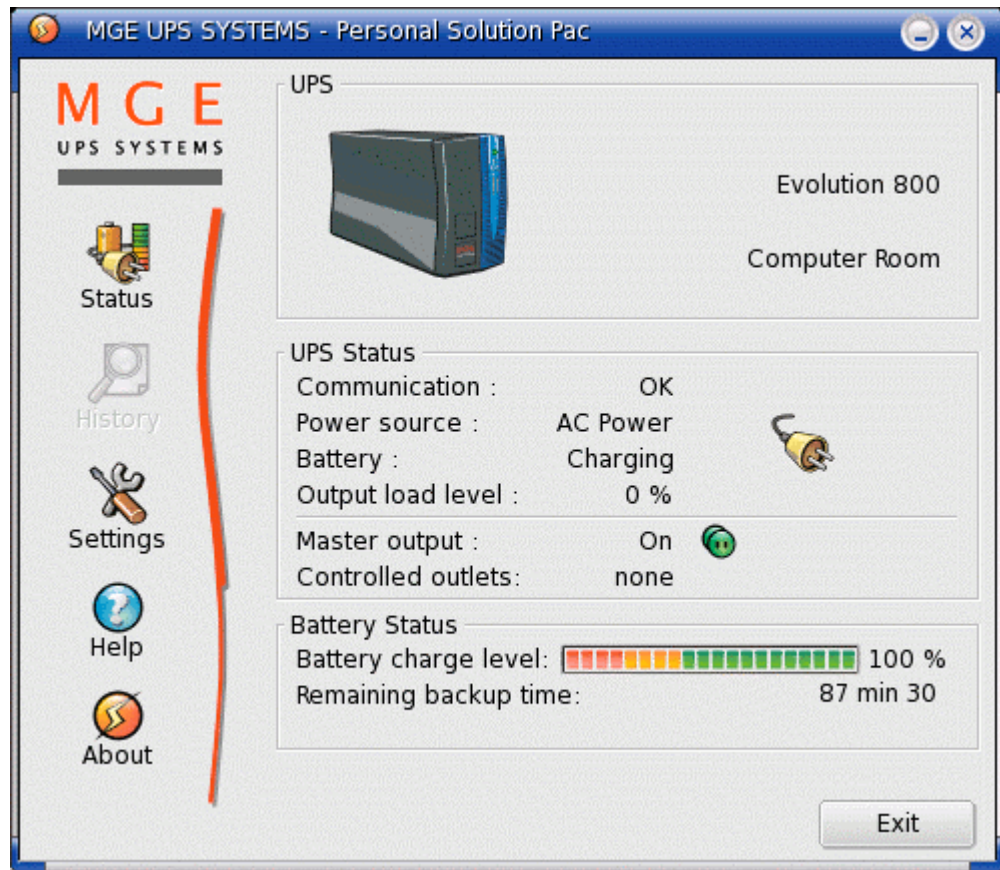 MGE UPS SYSTEMS - Personal Solution Pac
MGE
UPS SYSTEMS
Status
History
Settings
Help
About
UPS
Evolution 800
Computer Room
UPS Status
Communication : OK
Power source : AC Power
Battery : Charging
Output load level : 0 %
Master output : On
Controlled outlets: none
Battery Status
Battery charge level: 100 %
Remaining backup time: 87 min 30
Exit